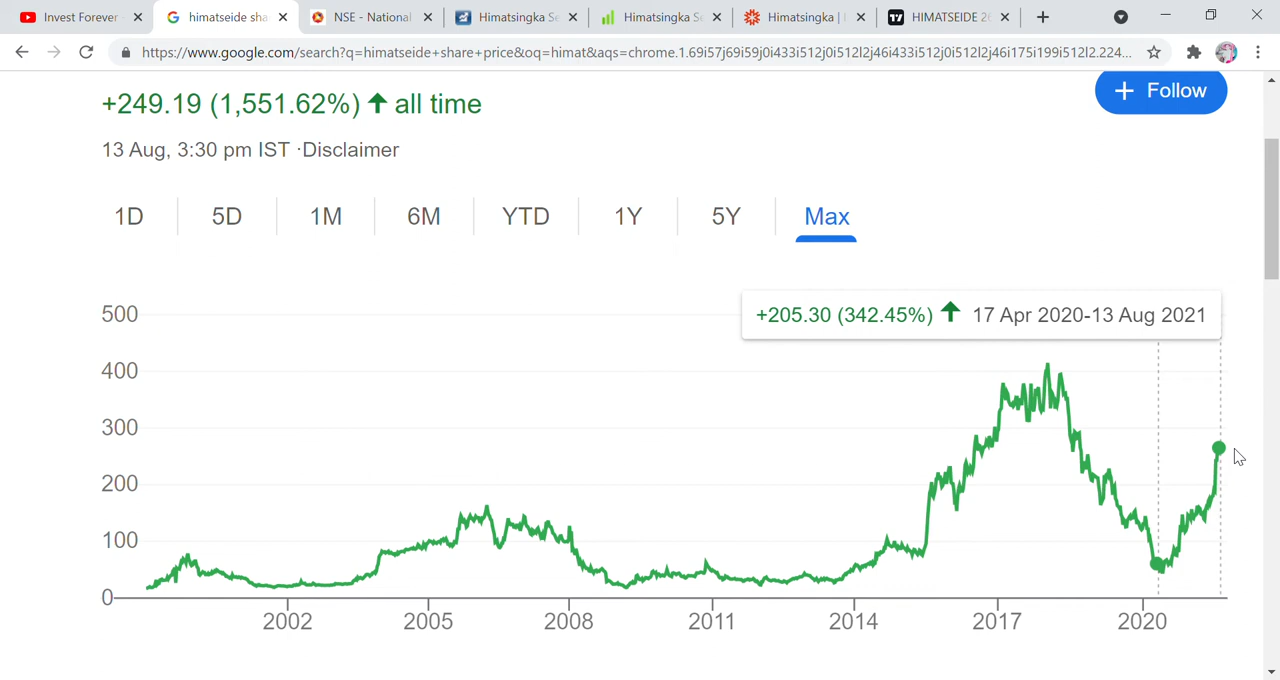 Invest Forever
himatseide sha
NSE - National
Himatsingka Se
Himatsingka Se
Himatsingka |
HIMATSEIDE 26
https://www.google.com/search?q=himatseide+share+price&oq=himat&aqs=chrome.1.69i57j69i59j0i433i512j0i512l2j46i433i512j0i512l2j46i175i199i512l2.224...
+249.19 (1,551.62%) ↑ all time
+ Follow
13 Aug, 3:30 pm IST ·Disclaimer
1D 5D 1M 6M YTD 1Y 5Y Max
+205.30 (342.45%) ↑ 17 Apr 2020-13 Aug 2021
500
400
300
200
100
0
2002 2005 2008 2011 2014 2017 2020